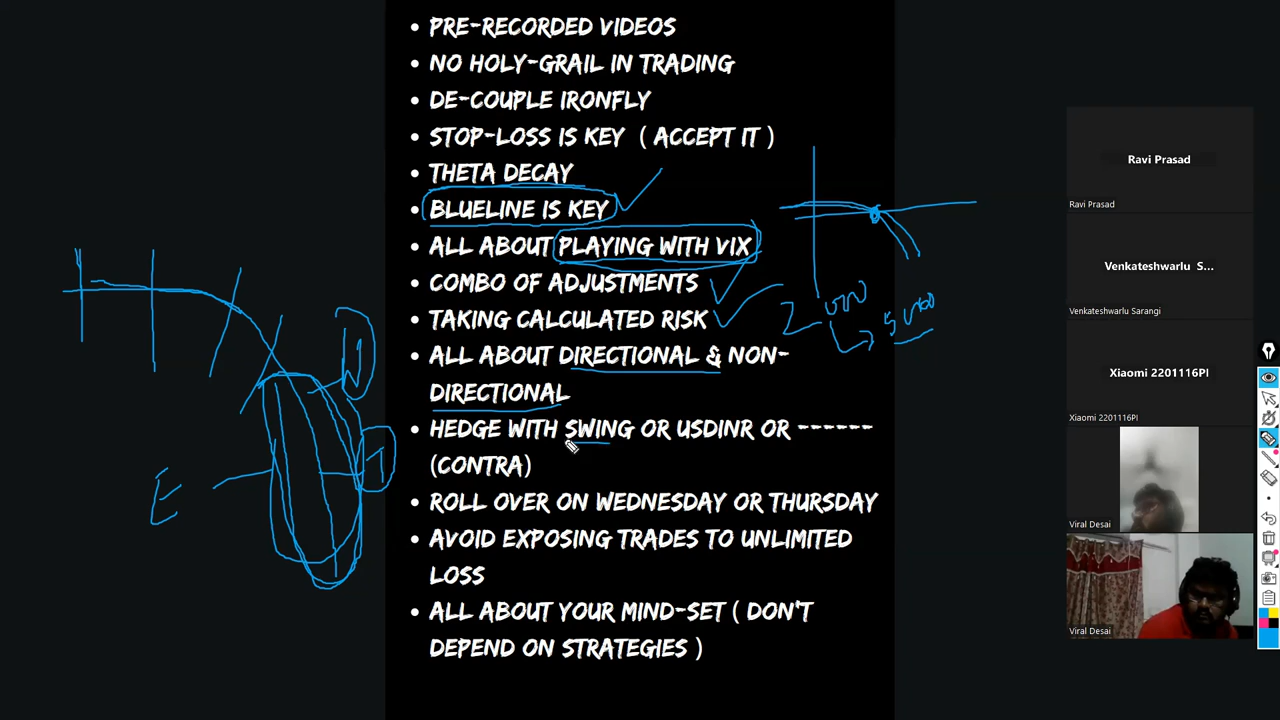 • PRE-RECORDED VIDEOS
• NO HOLY-GRAIL IN TRADING
• DE-COUPLE IRONFLY
• STOP-LOSS IS KEY ( ACCEPT IT )
• THETA DECAY
• BLUELINE IS KEY
• ALL ABOUT PLAYING WITH VIX
• COMBO OF ADJUSTMENTS
• TAKING CALCULATED RISK
• ALL ABOUT DIRECTIONAL & NON-
DIRECTIONAL
• HEDGE WITH SWING OR USDINR OR ------
(CONTRA)
• ROLL OVER ON WEDNESDAY OR THURSDAY
• AVOID EXPOSING TRADES TO UNLIMITED
LOSS
• ALL ABOUT YOUR MIND-SET ( DON'T
DEPEND ON STRATEGIES )
E
T
Ravi Prasad
Ravi Prasad
Venkateshwarlu S...
Venkateshwarlu Sarangi
Xiaomi 2201116PI
Xiaomi 2201116PI
Viral Desai
Viral Desai